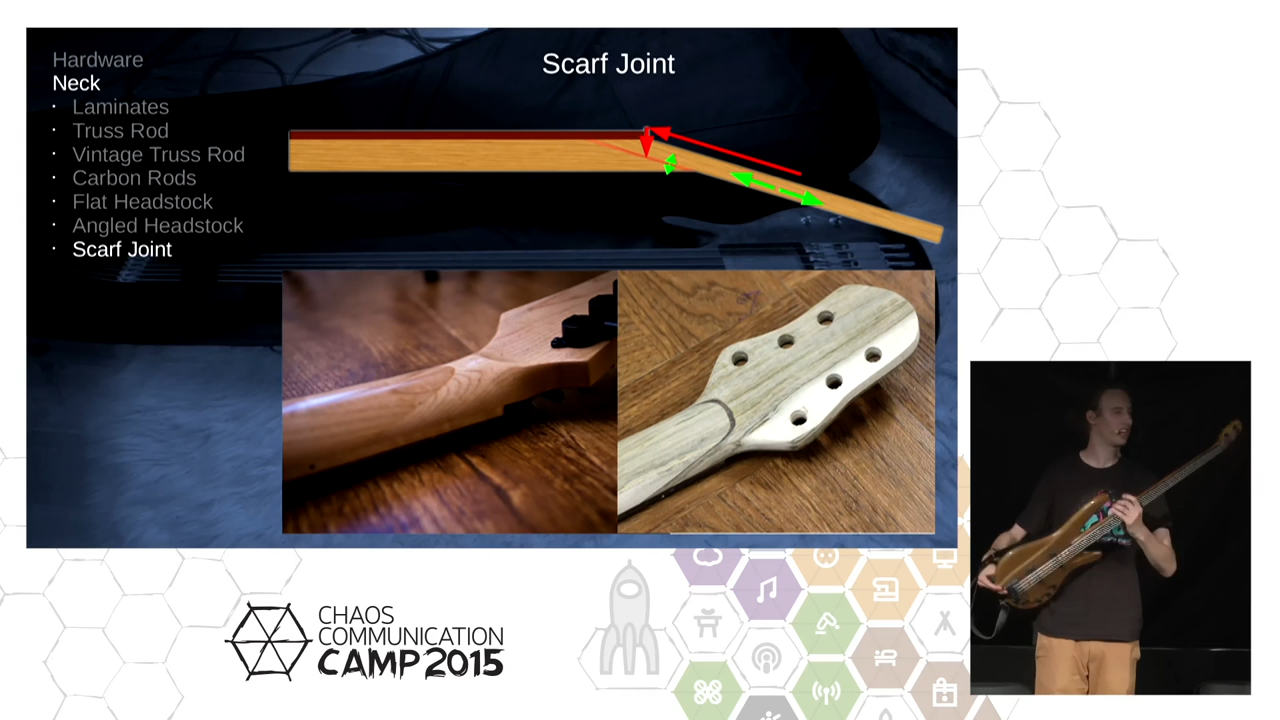 Hardware
Neck
· Laminates
· Truss Rod
· Vintage Truss Rod
· Carbon Rods
· Flat Headstock
· Angled Headstock
· Scarf Joint
Scarf Joint
CHAOS
COMMUNICATION
CAMP 2015